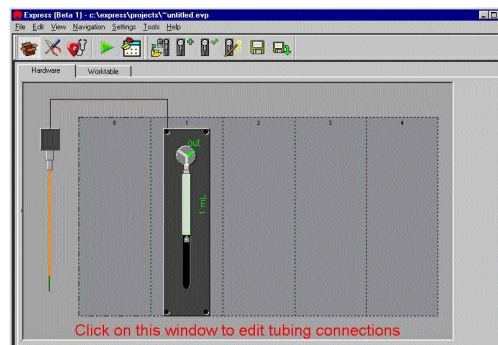 Express (Beta 1) - c:\express\projects\~untitled.evp
File Edit View Navigation Settings Tools Help
Hardware Worktable
6 1 2 3 4
out
1 mL
Click on this window to edit tubing connections